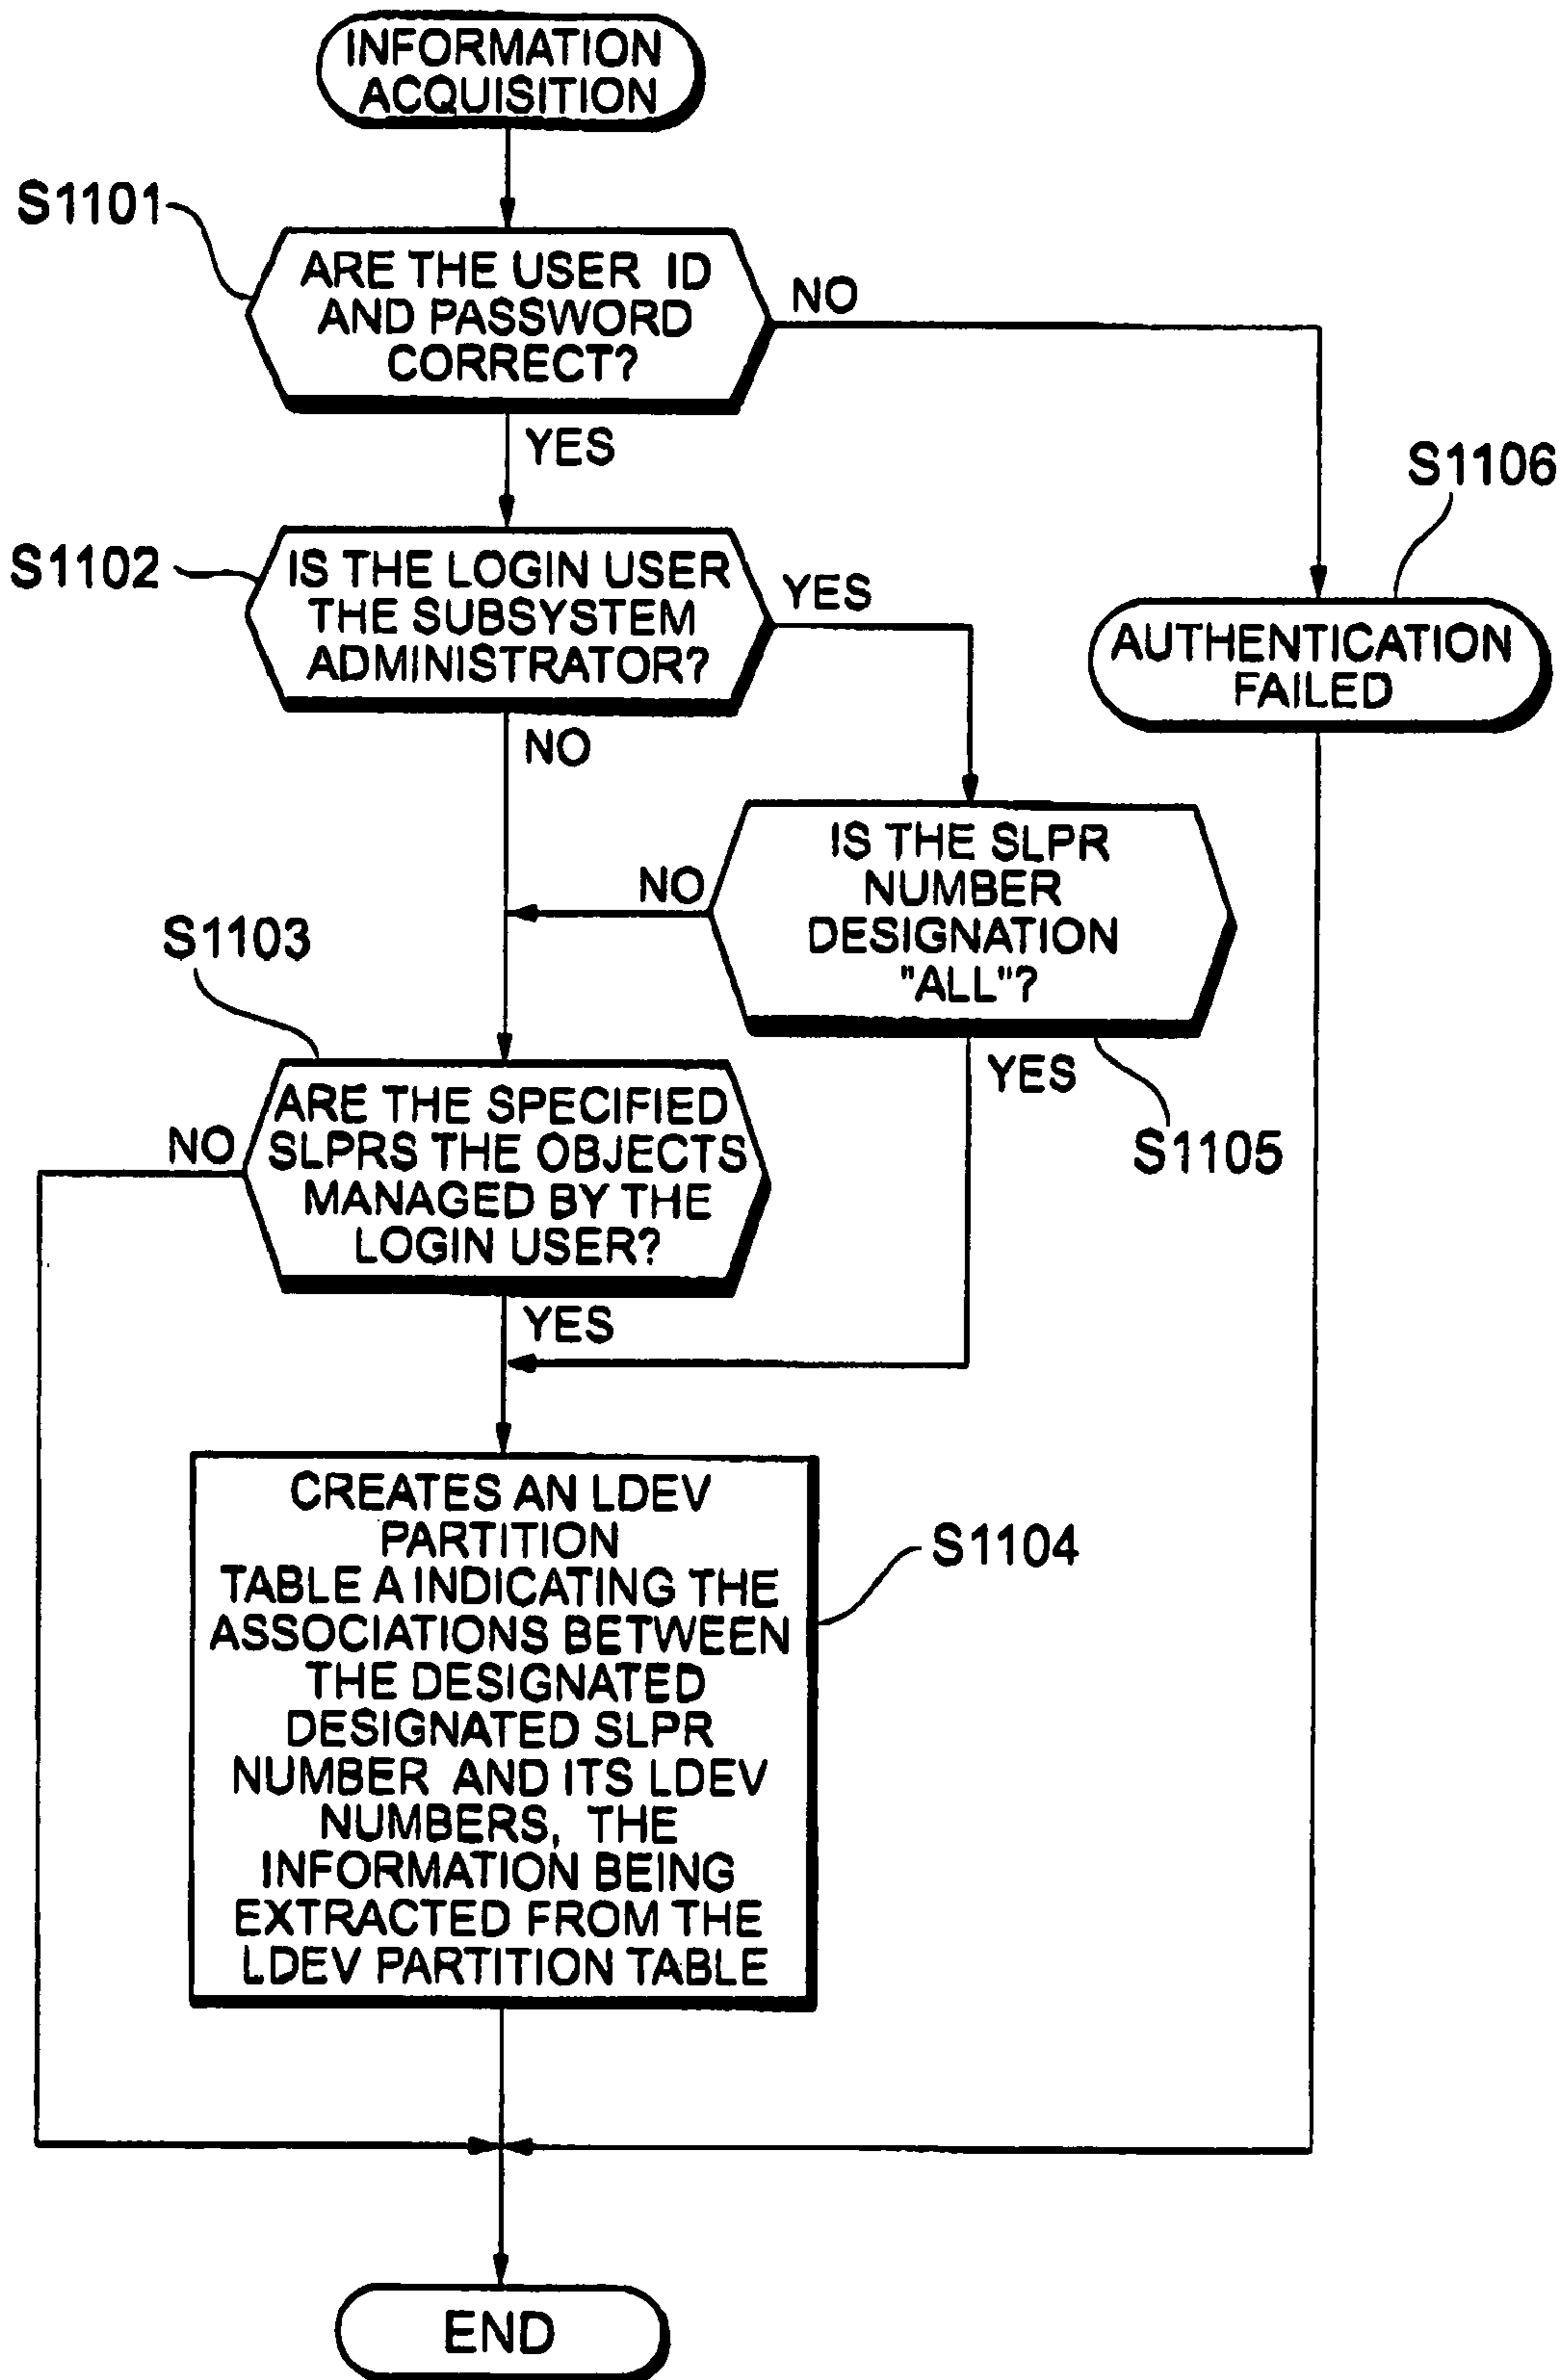 INFORMATION
ACQUISITION
S1101
ARE THE USER ID
AND PASSWORD
CORRECT?
NO
YES
S1106
S1102
IS THE LOGIN USER
THE SUBSYSTEM
ADMINISTRATOR?
YES
AUTHENTICATION
FAILED
NO
IS THE SLPR
NUMBER
DESIGNATION
"ALL"?
NO
S1103
YES
S1105
ARE THE SPECIFIED
SLPRS THE OBJECTS
MANAGED BY THE
LOGIN USER?
NO
YES
CREATES AN LDEV
PARTITION
TABLE A INDICATING THE
ASSOCIATIONS BETWEEN
THE DESIGNATED
DESIGNATED SLPR
NUMBER AND ITS LDEV
NUMBERS, THE
INFORMATION BEING
EXTRACTED FROM THE
LDEV PARTITION TABLE
S1104
END